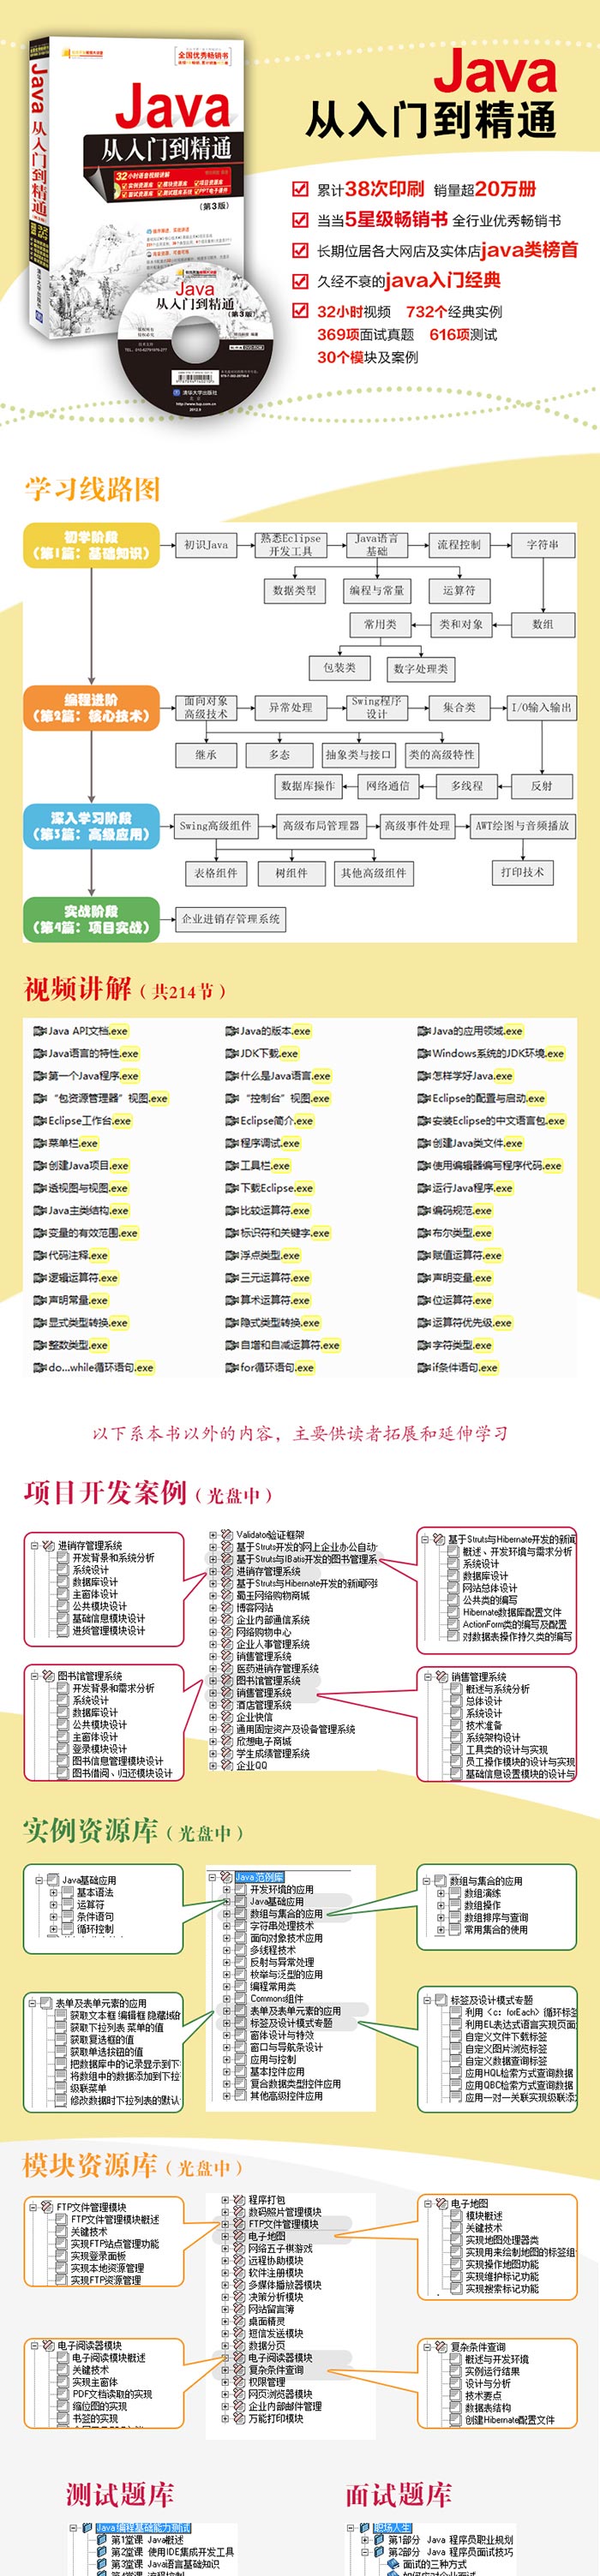 Java
从入门到精通
累计38次印刷 销量超20万册
当当5星级畅销书 全行业优秀畅销书
长期位居各大网店及实体店java类榜首
久经不衰的java入门经典
32小时视频 732个经典实例
369项面试真题 616项测试
30个模块及案例
全国优秀畅销书
Java
从入门到精通
32小时语音视频讲解
(第3版)
Java
从入门到精通
(第3版)
清华大学出版社
学习线路图
初学阶段
(第1篇：基础知识)
初识Java
熟悉Eclipse
开发工具
Java语言
基础
流程控制
字符串
数据类型
编程与常量
运算符
常用类
类和对象
数组
包装类
数字处理类
编程进阶
(第2篇：核心技术)
面向对象
高级技术
异常处理
Swing程序
设计
集合类
I/O输入输出
继承
多态
抽象类与接口
类的高级特性
数据库操作
网络通信
多线程
反射
深入学习阶段
(第3篇：高级应用)
Swing高级组件
高级布局管理器
高级事件处理
AWT绘图与音频播放
表格组件
树组件
其他高级组件
打印技术
实战阶段
(第4篇：项目实战)
企业进销存管理系统
视频讲解（共214节）
Java API文档.exe
Java的版本.exe
Java的应用领域.exe
Java语言的特性.exe
JDK下载.exe
Windows系统的JDK环境.exe
第一个Java程序.exe
什么是Java语言.exe
怎样学好Java.exe
“包资源管理器”视图.exe
“控制台”视图.exe
Eclipse的配置与启动.exe
Eclipse工作台.exe
Eclipse简介.exe
安装Eclipse的中文语言包.exe
菜单栏.exe
程序调试.exe
创建Java类文件.exe
创建Java项目.exe
工具栏.exe
使用编辑器编写程序代码.exe
透视图与视图.exe
下载Eclipse.exe
运行Java程序.exe
Java主类结构.exe
比较运算符.exe
编码规范.exe
变量的有效范围.exe
标识符和关键字.exe
布尔类型.exe
代码注释.exe
浮点类型.exe
赋值运算符.exe
逻辑运算符.exe
三元运算符.exe
声明变量.exe
声明常量.exe
算术运算符.exe
位运算符.exe
显式类型转换.exe
隐式类型转换.exe
运算符优先级.exe
整数类型.exe
自增和自减运算符.exe
字符类型.exe
do...while循环语句.exe
for循环语句.exe
if条件语句.exe
以下系本书以外的内容，主要供读者拓展和延伸学习
项目开发案例（光盘中）
进销存管理系统
开发背景和系统分析
系统设计
数据库设计
主窗体设计
公共模块设计
基础信息模块设计
进货管理模块设计
图书馆管理系统
开发背景和需求分析
系统设计
数据库设计
公共模块设计
主窗体设计
登录模块设计
图书信息管理模块设计
图书借阅、归还模块设计
Validator验证框架
基于Struts开发的网上企业办公自动
基于Struts与IBatis开发的图书管理系
进销存管理系统
基于Struts与Hibernate开发的新闻网
蜀玉网络购物商城
博客网站
企业内部通信系统
网络购物中心
企业人事管理系统
销售管理系统
医药进销存管理系统
图书馆管理系统
销售管理系统
酒店管理系统
企业快信
通用固定资产及设备管理系统
欣想电子商城
学生成绩管理系统
企业QQ
基于Struts与Hibernate开发的新闻
概述、开发环境与需求分析
系统设计
数据库设计
网站总体设计
公共类的编写
Hibernate数据库配置文件
ActionForm类的编写及配置
对数据表操作持久类的编写
销售管理系统
概述与系统分析
总体设计
系统设计
技术准备
系统架构设计
工具类的设计与实现
员工操作模块的设计与实现
基础信息设置模块的设计与
实例资源库（光盘中）
Java基础应用
基本语法
运算符
条件语句
循环控制
表单及表单元素的应用
获取文本框 编辑框 隐藏域的
获取下拉列表 菜单的值
获取复选框的值
获取单选按钮的值
把数据库中的记录显示到下
将数组中的数据添加到下拉
级联菜单
修改数据时下拉列表的默认
Java 范例库
开发环境的应用
Java基础应用
数组与集合的应用
字符串处理技术
面向对象技术应用
多线程技术
反射与异常处理
枚举与泛型的应用
编程常用类
Commons组件
表单及表单元素的应用
标签及设计模式专题
窗体设计与特效
窗口与导航条设计
应用与控制
基本控件应用
复合数据类型控件应用
其他高级控件应用
数组与集合的应用
数组演练
数组操作
数组排序与查询
常用集合的使用
标签及设计模式专题
利用 <c: forEach> 循环标签
利用EL表达式语言实现页面
自定义文件下载标签
自定义图片浏览标签
自定义数据查询标签
应用HQL检索方式查询数据
应用QBC检索方式查询数据
应用一对一关联实现级联添
模块资源库（光盘中）
FTP文件管理模块
FTP文件管理模块概述
关键技术
实现FTP站点管理功能
实现登录面板
实现本地资源管理
实现FTP资源管理
电子阅读器模块
电子阅读模块概述
关键技术
实现主窗体
PDF文档读取的实现
缩位图的实现
书签的实现
程序打包
数码照片管理模块
FTP文件管理模块
电子地图
网络五子棋游戏
远程协助模块
软件注册模块
多媒体播放器模块
决策分析模块
网站留言簿
桌面精灵
短信发送模块
数据分页
电子阅读器模块
复杂条件查询
权限管理
网页浏览器模块
企业内部邮件管理
万能打印模块
电子地图
模块概述
关键技术
实现地图处理器类
实现用来绘制地图的标签组
实现操作地图功能
实现维护标记功能
实现搜索标记功能
复杂条件查询
概述与开发环境
实例运行结果
设计与分析
技术要点
数据表结构
创建Hibernate配置文件
测试题库
Java 编程基础能力测试
第1堂课 Java概述
第2堂课 使用IDE集成开发工具
第3堂课 Java语言基础知识
面试题库
职场人生
第1部分 Java 程序员职业规划
第2部分 Java 程序员面试技巧
面试的三种方式